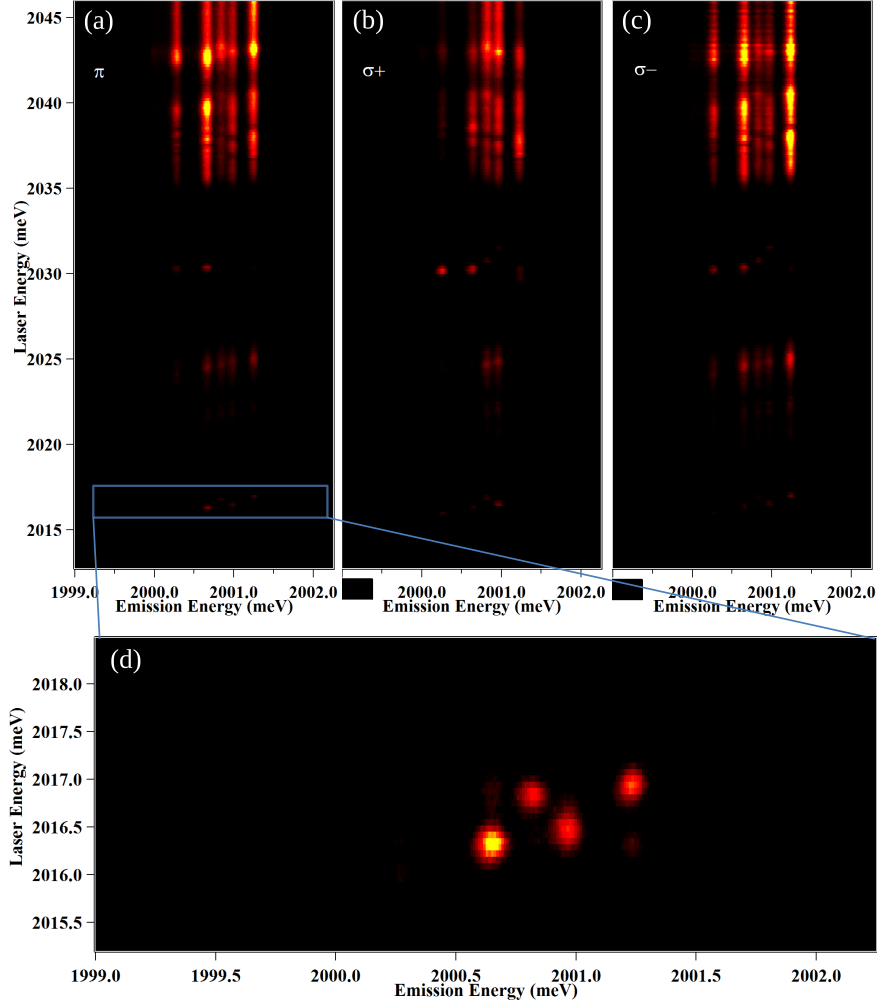 (a)
(b)
(c)
π
σ+
σ−
2045
2040
2035
2030
2025
2020
2015
Laser Energy (meV)
1999.0 2000.0 2001.0 2002.0
2000.0 2001.0 2002.0
2000.0 2001.0 2002.0
Emission Energy (meV)
Emission Energy (meV)
Emission Energy (meV)
(d)
2018.0
2017.5
2017.0
2016.5
2016.0
2015.5
Laser Energy (meV)
1999.0 1999.5 2000.0 2000.5 2001.0 2001.5 2002.0
Emission Energy (meV)